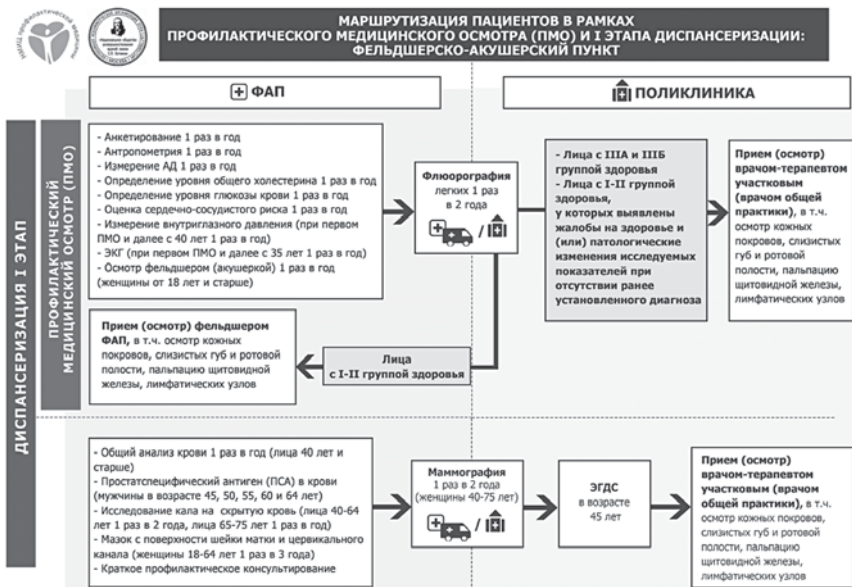 МАРШРУТИЗАЦИЯ ПАЦИЕНТОВ В РАМКАХ
ПРОФИЛАКТИЧЕСКОГО МЕДИЦИНСКОГО ОСМОТРА (ПМО) И I ЭТАПА ДИСПАНСЕРИЗАЦИИ:
ФЕЛЬДШЕРСКО-АКУШЕРСКИЙ ПУНКТ
НМИЦ профилактической медицины
ФАП
ПОЛИКЛИНИКА
ДИСПАНСЕРИЗАЦИЯ I ЭТАП
ПРОФИЛАКТИЧЕСКИЙ
МЕДИЦИНСКИЙ ОСМОТР (ПМО)
- Анкетирование 1 раз в год
- Антропометрия 1 раз в год
- Измерение АД 1 раз в год
- Определение уровня общего холестерина 1 раз в год
- Определение уровня глюкозы крови 1 раз в год
- Оценка сердечно-сосудистого риска 1 раз в год
- Измерение внутриглазного давления (при первом
ПМО и далее с 40 лет 1 раз в год)
- ЭКГ (при первом ПМО и далее с 35 лет 1 раз в год)
- Осмотр фельдшером (акушеркой) 1 раз в год
(женщины от 18 лет и старше)
Флюорография
легких 1 раз
в 2 года
/
- Лица с IIIА и IIIБ
группой здоровья
- Лица с I-II группой
здоровья,
у которых выявлены
жалобы на здоровье и
(или) патологические
изменения исследуемых
показателей при
отсутствии ранее
установленного диагноза
Прием (осмотр)
врачом-терапевтом
участковым
(врачом общей
практики), в т.ч.
осмотр кожных
покровов, слизистых
губ и ротовой
полости, пальпацию
щитовидной железы,
лимфатических узлов
Прием (осмотр) фельдшером
ФАП, в т.ч. осмотр кожных
покровов, слизистых губ и ротовой
полости, пальпацию щитовидной
железы, лимфатических узлов
Лица
с I-II группой здоровья
- Общий анализ крови 1 раз в год (лица 40 лет и
старше)
- Простатспецифический антиген (ПСА) в крови
(мужчины в возрасте 45, 50, 55, 60 и 64 лет)
- Исследование кала на скрытую кровь (лица 40-64
лет 1 раз в 2 года, лица 65-75 лет 1 раз в год)
- Мазок с поверхности шейки матки и цервикального
канала (женщины 18-64 лет 1 раз в 3 года)
- Краткое профилактическое консультирование
Маммография
1 раз в 2 года
(женщины 40-75 лет)
/
ЭГДС
в возрасте
45 лет
Прием (осмотр)
врачом-терапевтом
участковым (врачом
общей практики), в т.ч.
осмотр кожных покровов,
слизистых губ и ротовой
полости, пальпацию
щитовидной железы,
лимфатических узлов